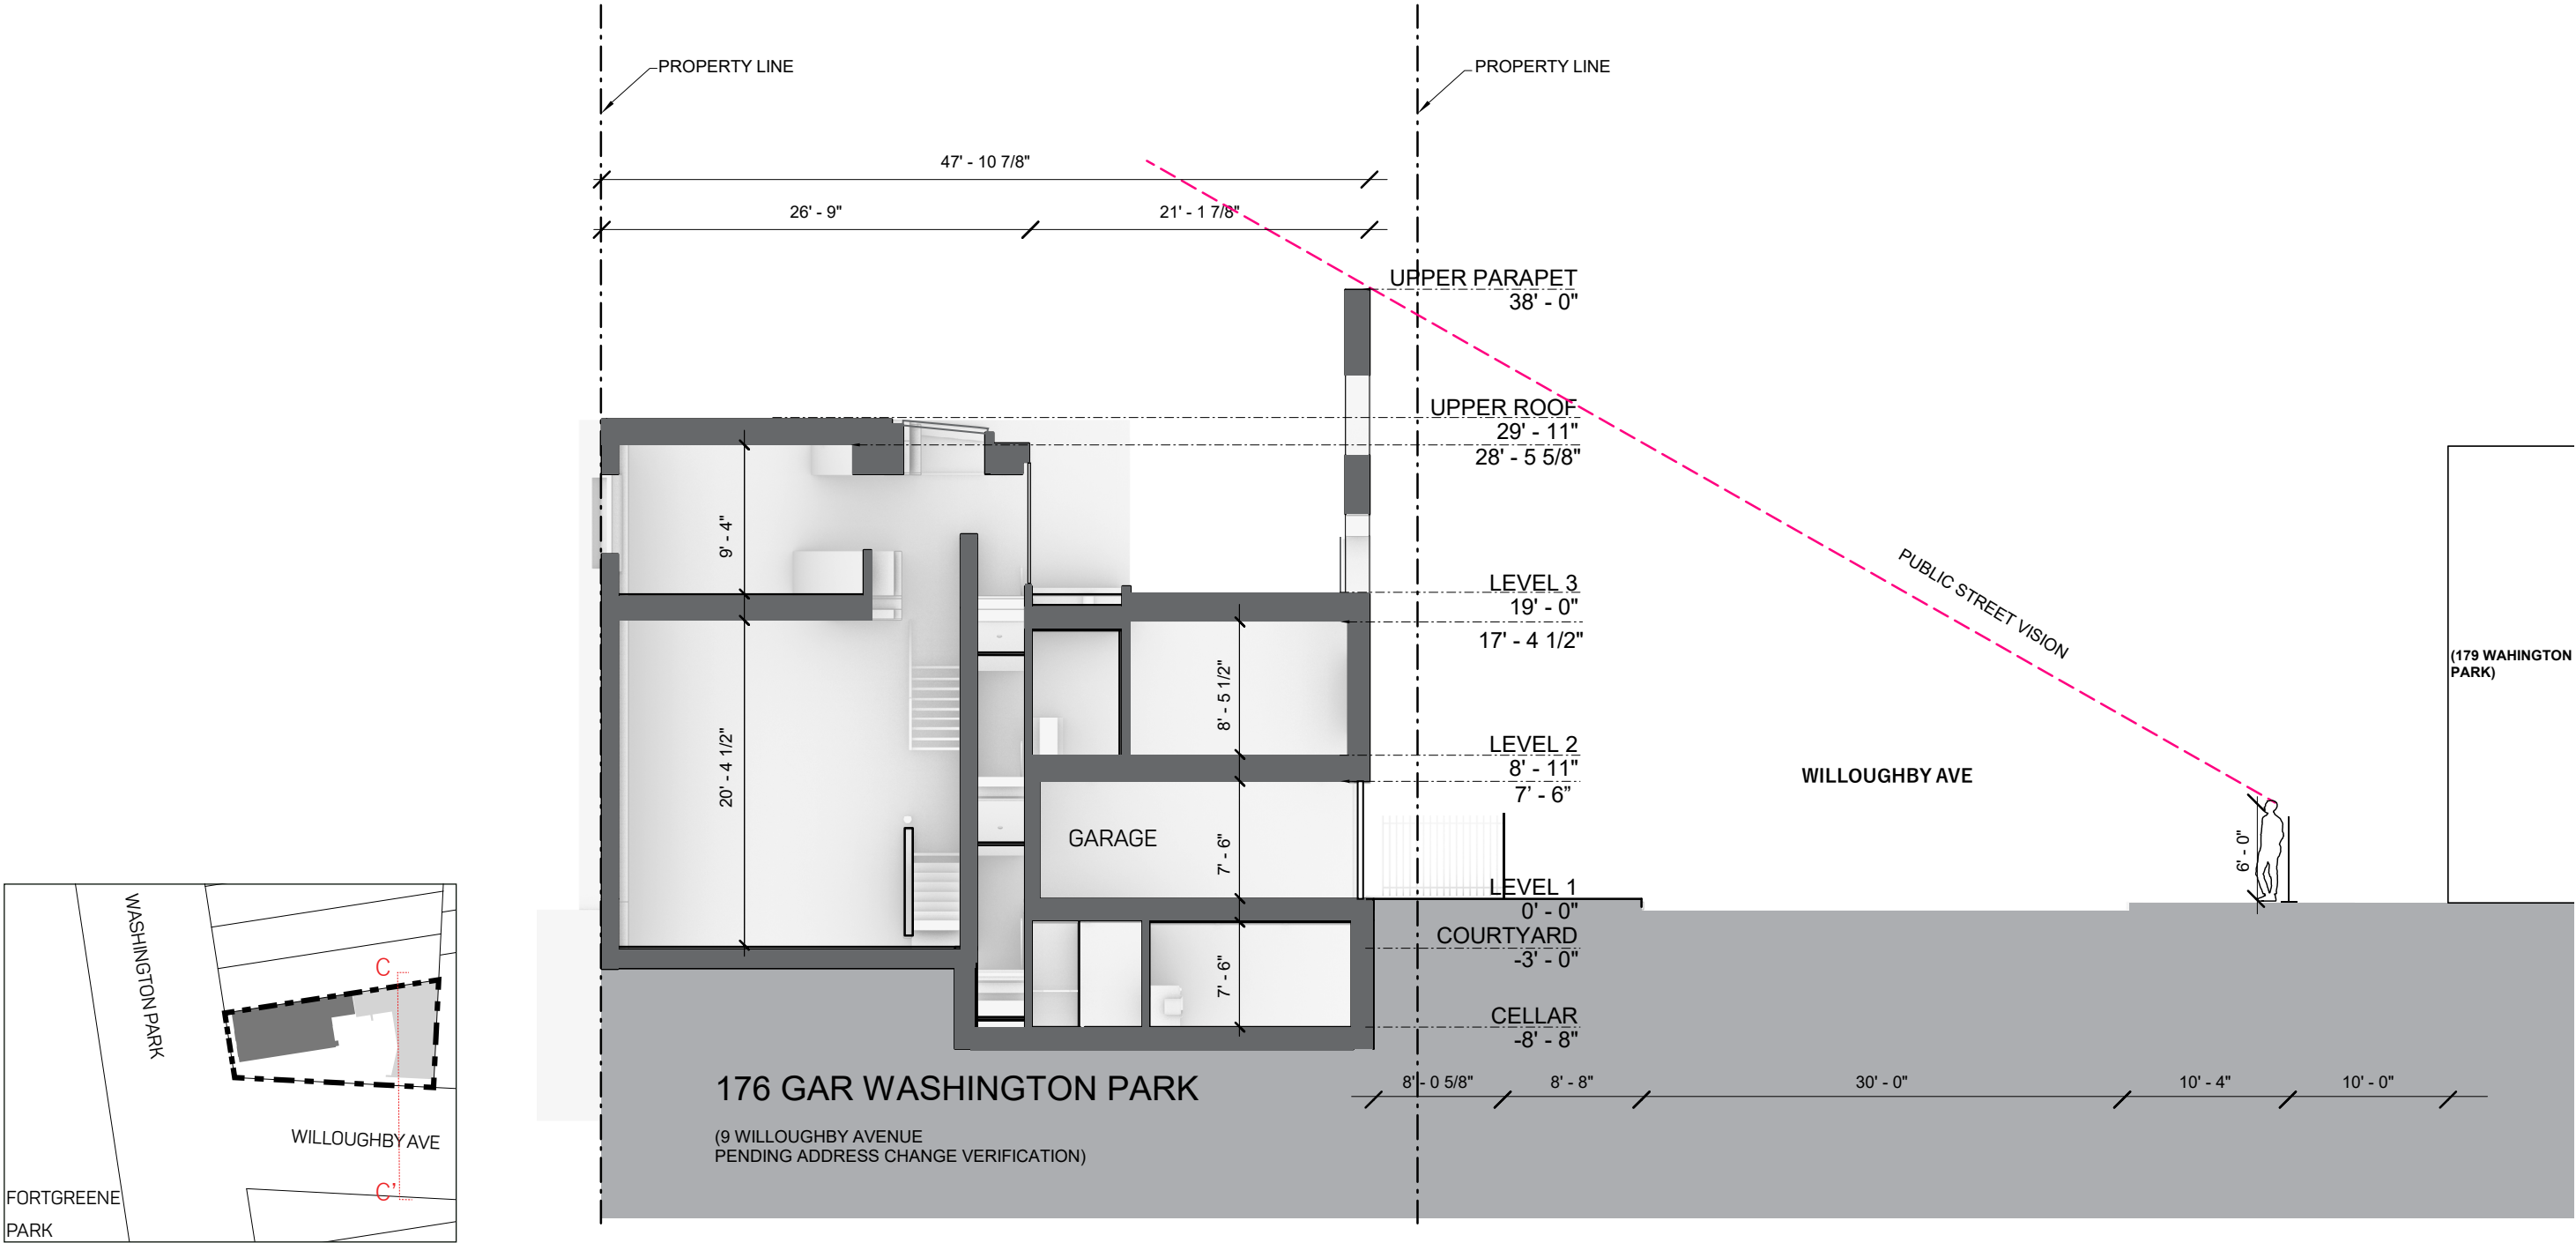 PROPERTY LINE
PROPERTY LINE
47' - 10 7/8"
26' - 9"
21' - 1 7/8"
UPPER PARAPET
38' - 0"
UPPER ROOF
29' - 11"
28' - 5 5/8"
9' - 4"
LEVEL 3
19' - 0"
17' - 4 1/2"
PUBLIC STREET VISION
(179 WAHINGTON
PARK)
8' - 5 1/2"
20' - 4 1/2"
LEVEL 2
8' - 11"
7' - 6"
WILLOUGHBY AVE
GARAGE
7' - 6"
6' - 0"
LEVEL 1
0' - 0"
COURTYARD
-3' - 0"
7' - 6"
CELLAR
-8' - 8"
176 GAR WASHINGTON PARK
(9 WILLOUGHBY AVENUE
PENDING ADDRESS CHANGE VERIFICATION)
8' - 0 5/8"
8' - 8"
30' - 0"
10' - 4"
10' - 0"
WASHINGTON PARK
C
WILLOUGHBY AVE
C'
FORTGREENE
PARK